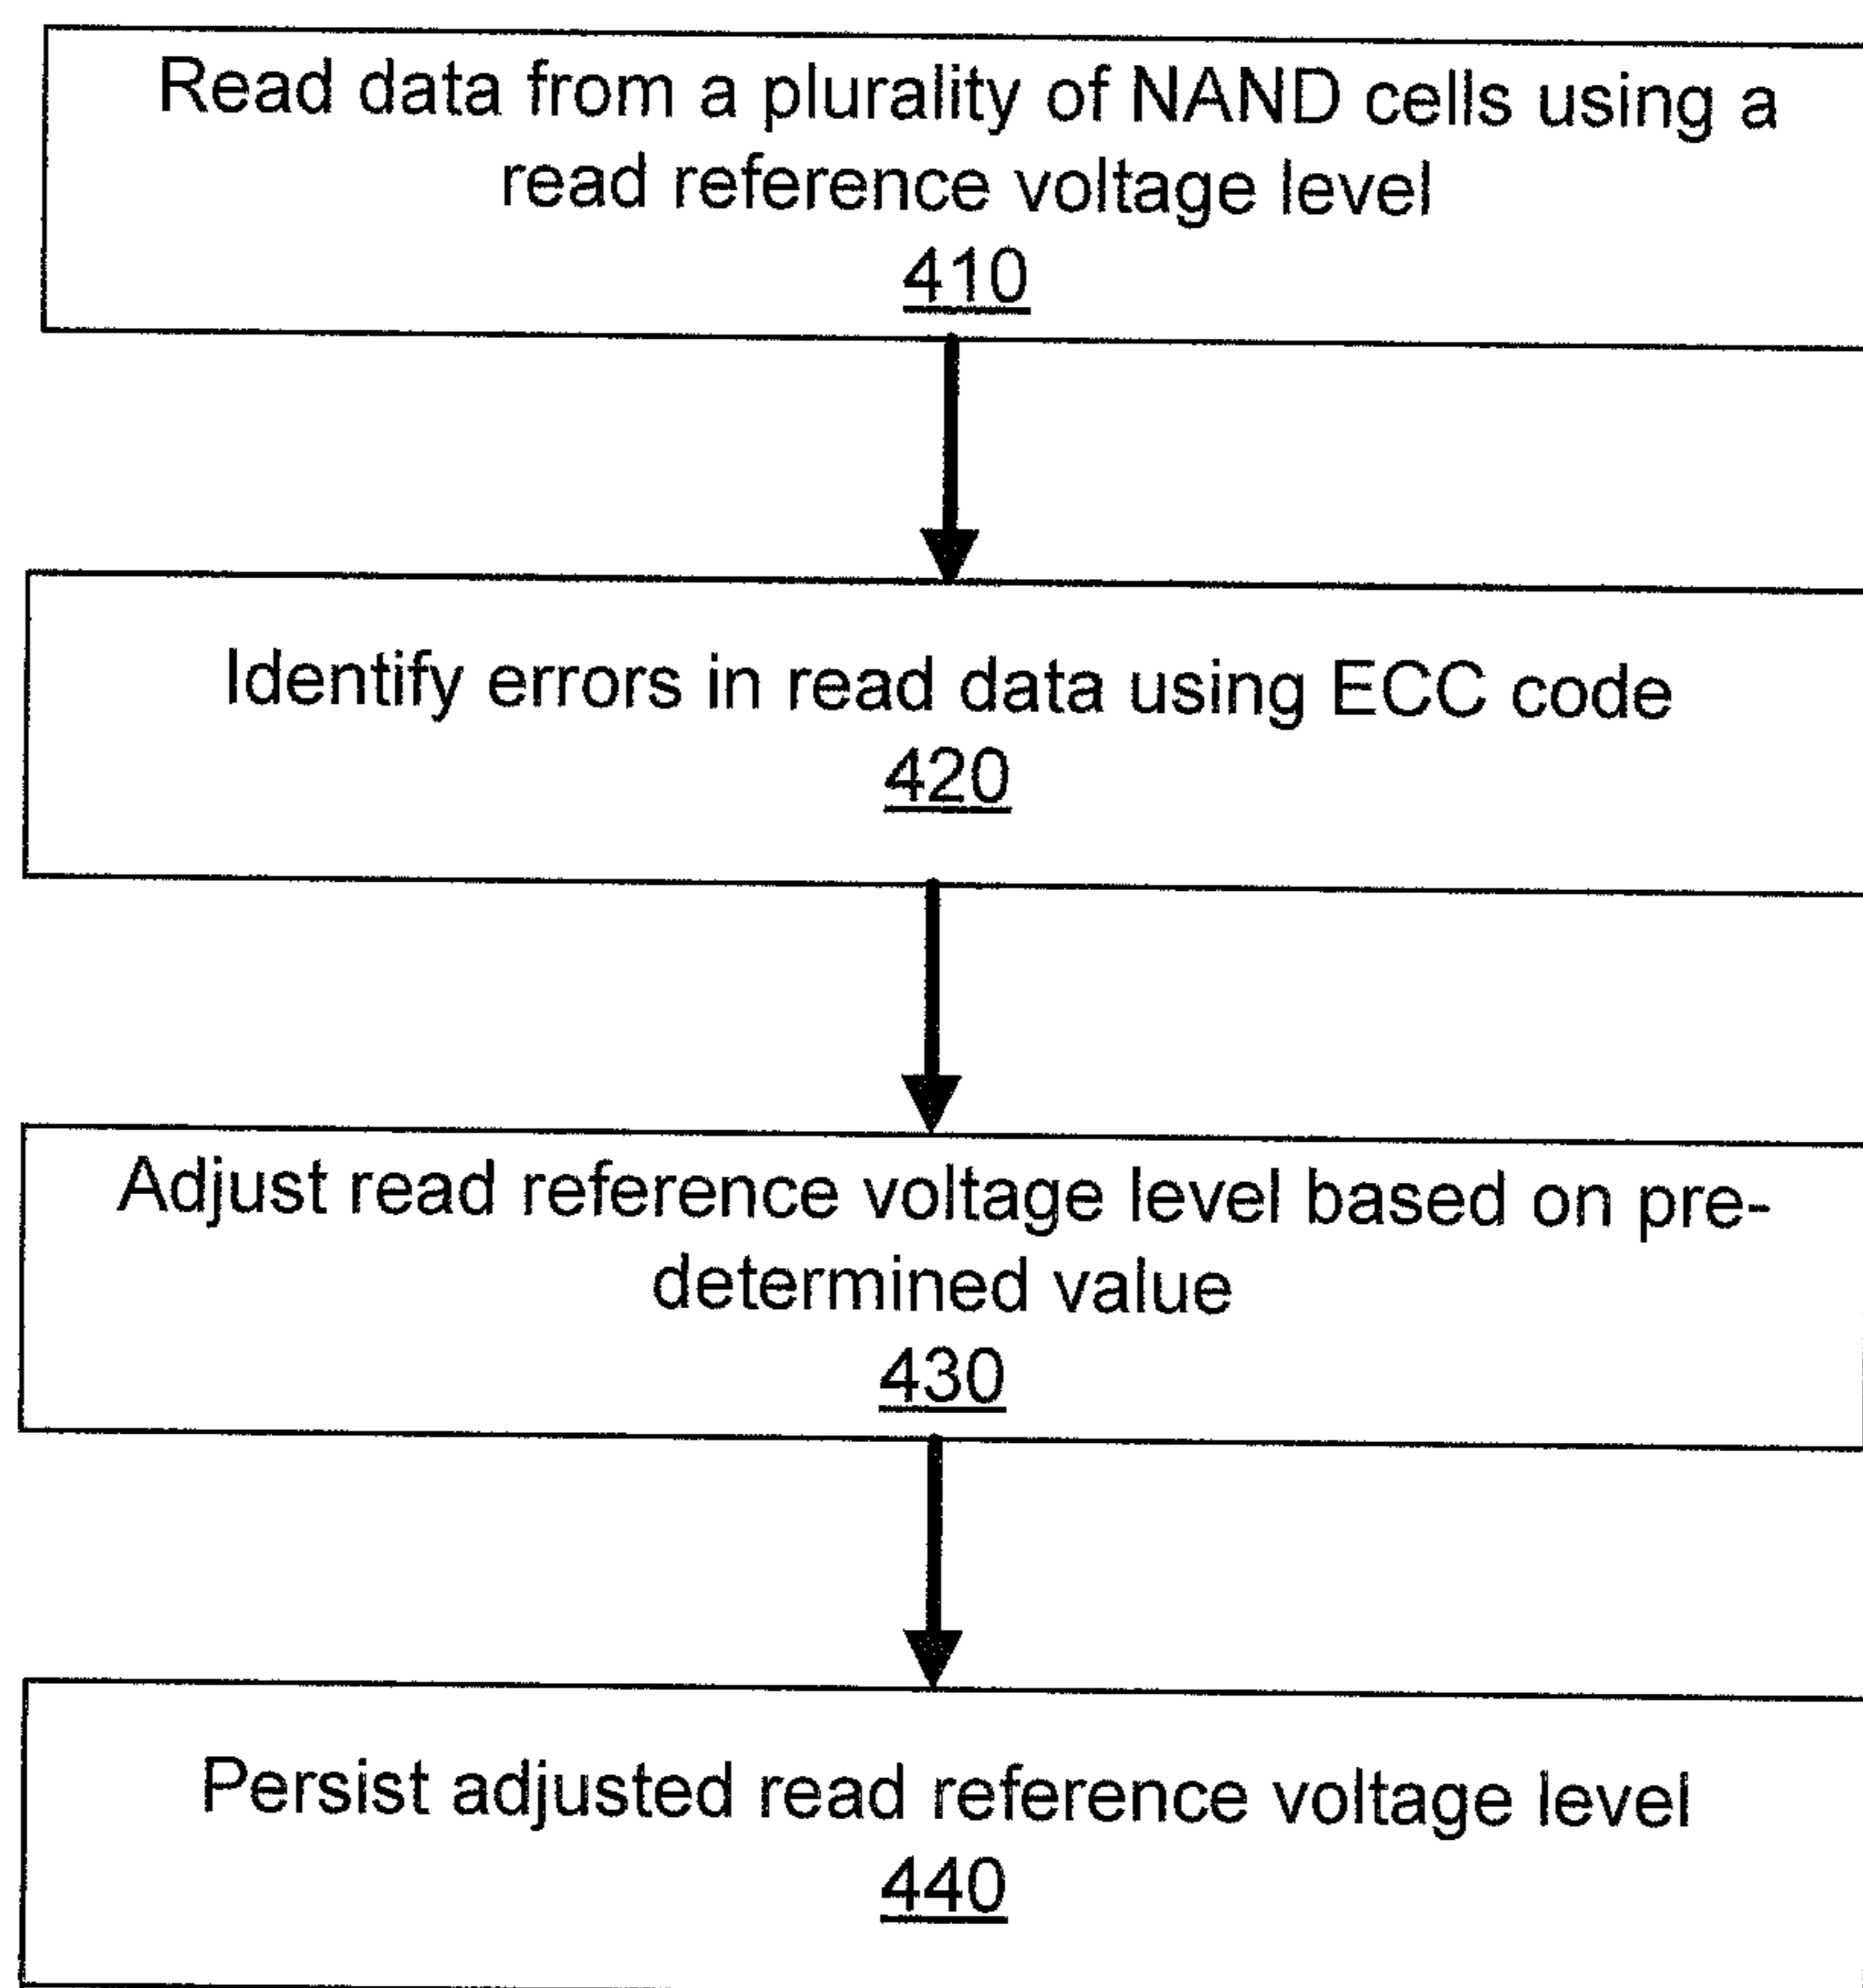 Read data from a plurality of NAND cells using a
read reference voltage level
410
Identify errors in read data using ECC code
420
Adjust read reference voltage level based on pre-
determined value
430
Persist adjusted read reference voltage level
440